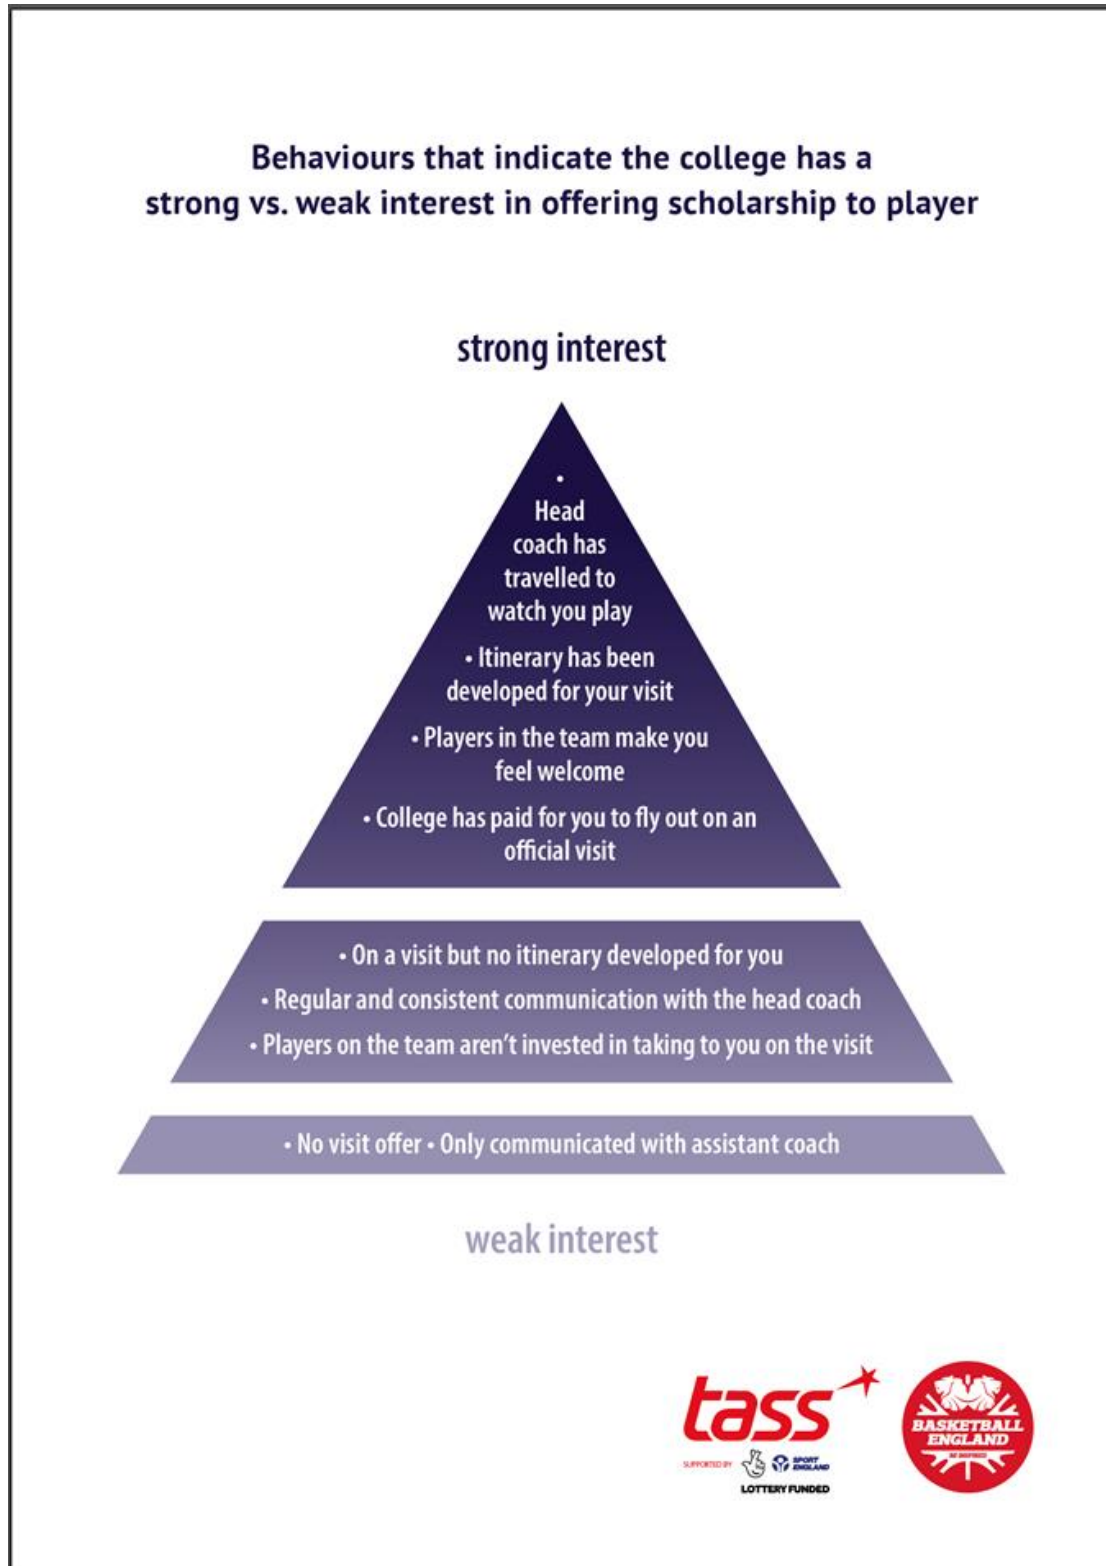 Behaviours that indicate the college has a
strong vs. weak interest in offering scholarship to player
strong interest
•
Head
coach has
travelled to
watch you play
• Itinerary has been
developed for your visit
• Players in the team make you
feel welcome
• College has paid for you to fly out on an
official visit
• On a visit but no itinerary developed for you
• Regular and consistent communication with the head coach
• Players on the team aren't invested in taking to you on the visit
• No visit offer • Only communicated with assistant coach
weak interest
tass
SUPPORTED BY
SPORT
ENGLAND
LOTTERY FUNDED
BASKETBALL
ENGLAND
BE INSPIRED